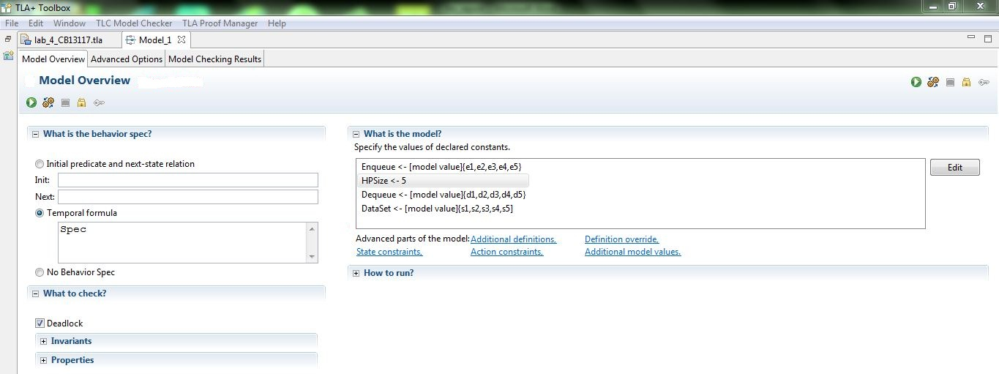 TLA+ Toolbox
File Edit Window TLC Model Checker TLA Proof Manager Help
lab_4_CB13117.tla Model_1
Model Overview Advanced Options Model Checking Results
Model Overview
What is the behavior spec?
Initial predicate and next-state relation
Init:
Next:
Temporal formula
Spec
No Behavior Spec
What to check?
Deadlock
Invariants
Properties
What is the model?
Specify the values of declared constants.
Enqueue <- [model value]{e1,e2,e3,e4,e5}
HPSize <- 5
Dequeue <- [model value]{d1,d2,d3,d4,d5}
DataSet <- [model value]{s1,s2,s3,s4,s5]
Edit
Advanced parts of the model: Additional definitions, Definition override,
State constraints, Action constraints, Additional model values.
How to run?